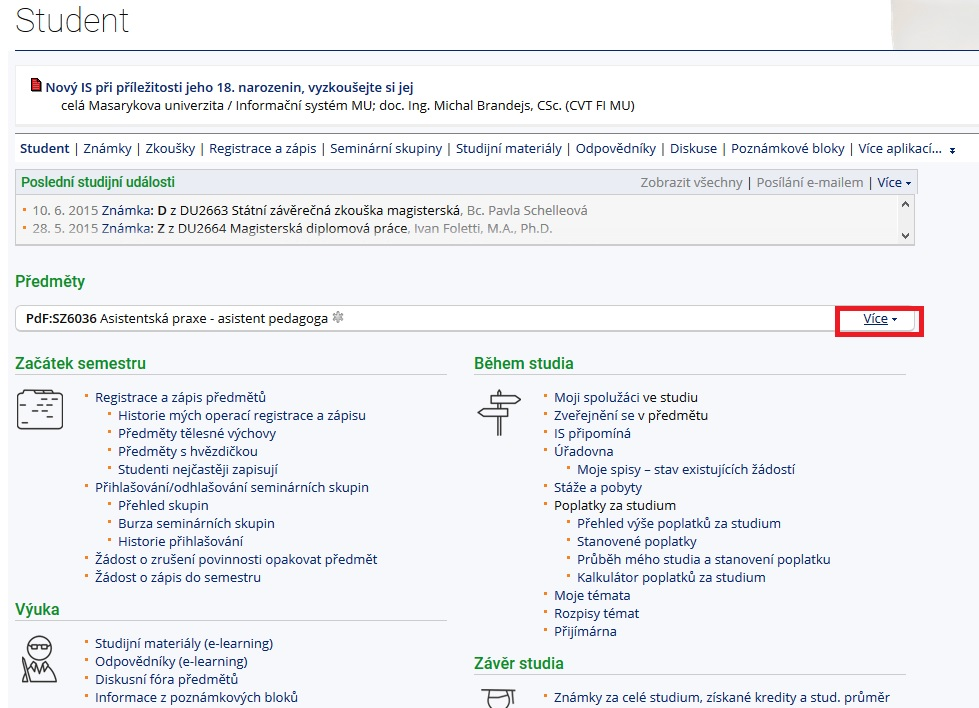 Student
Nový IS při příležitosti jeho 18. narozenin, vyzkoušejte si jej
celá Masarykova univerzita / Informační systém MU; doc. Ing. Michal Brandejs, CSc. (CVT FI MU)
Student | Známky | Zkoušky | Registrace a zápis | Seminární skupiny | Studijní materiály | Odpovědníky | Diskuse | Poznámkové bloky | Více aplikací...
Poslední studijní události Zobrazit všechny | Posílání e-mailem | Více
10. 6. 2015 Známka: D z DU2663 Státní závěrečná zkouška magisterská, Bc. Pavla Schelleová
28. 5. 2015 Známka: Z z DU2664 Magisterská diplomová práce, Ivan Foletti, M.A., Ph.D.
Předměty
PdF:SZ6036 Asistentská praxe - asistent pedagoga Více
Začátek semestru
Registrace a zápis předmětů
Historie mých operací registrace a zápisu
Předměty tělesné výchovy
Předměty s hvězdičkou
Studenti nejčastěji zapisují
Přihlašování/odhlašování seminárních skupin
Přehled skupin
Burza seminárních skupin
Historie přihlašování
Žádost o zrušení povinnosti opakovat předmět
Žádost o zápis do semestru
Výuka
Studijní materiály (e-learning)
Odpovědníky (e-learning)
Diskusní fóra předmětů
Informace z poznámkových bloků
Během studia
Moji spolužáci ve studiu
Zveřejnění se v předmětu
IS připomíná
Úřadovna
Moje spisy – stav existujících žádostí
Stáže a pobyty
Poplatky za studium
Přehled výše poplatků za studium
Stanovené poplatky
Průběh mého studia a stanovení poplatku
Kalkulátor poplatků za studium
Moje témata
Rozpisy témat
Přijímárna
Závěr studia
Známky za celé studium, získané kredity a stud. průměr